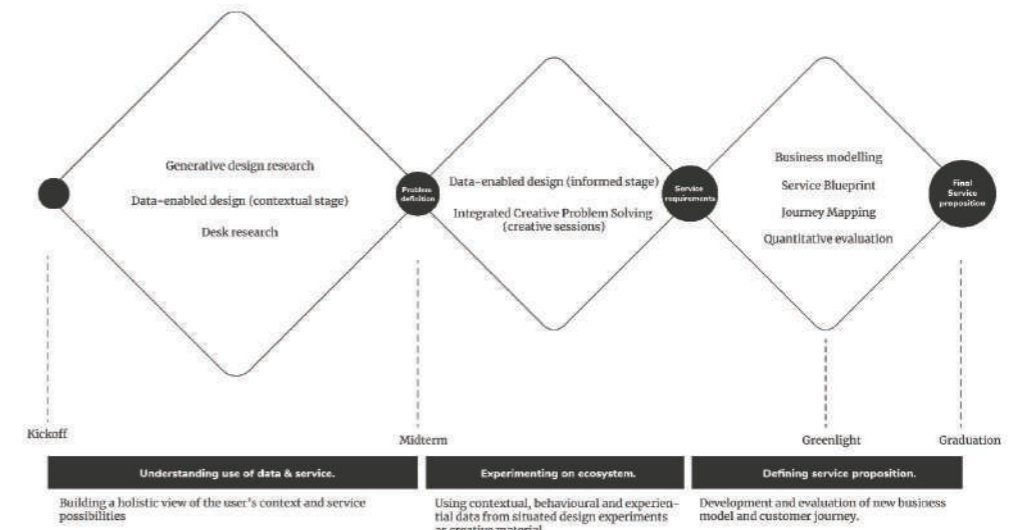 Generative design research
Data-enabled design (contextual stage)
Desk research
Problem
definition
Data-enabled design (informed stage)
Integrated Creative Problem Solving
(creative sessions)
Service
requirements
Business modelling
Service Blueprint
Journey Mapping
Quantitative evaluation
Final
Service
proposition
Kickoff
Midterm
Greenlight
Graduation
Understanding use of data & service.
Building a holistic view of the user's context and service
possibilities
Experimenting on ecosystem.
Using contextual, behavioural and experien-
tial data from situated design experiments
as creative material
Defining service proposition.
Development and evaluation of new business
model and customer journey.